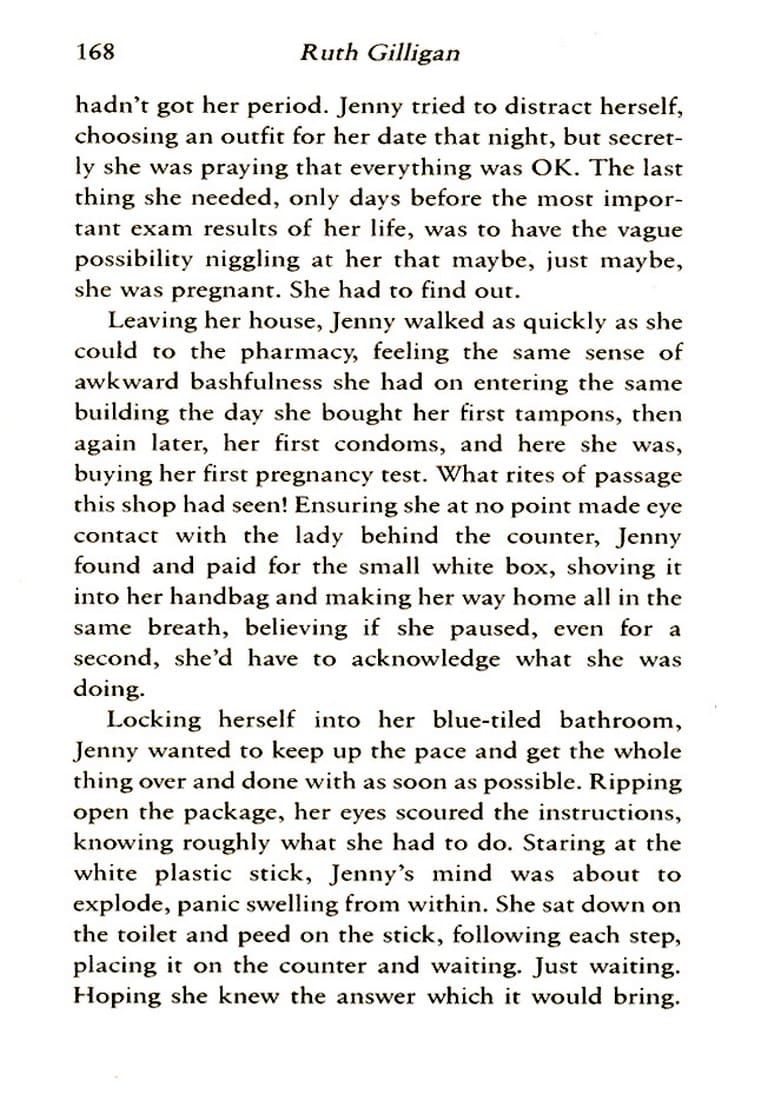 168 Ruth Gilligan
hadn't got her period. Jenny tried to distract herself,
choosing an outfit for her date that night, but secret-
ly she was praying that everything was OK. The last
thing she needed, only days before the most impor-
tant exam results of her life, was to have the vague
possibility niggling at her that maybe, just maybe,
she was pregnant. She had to find out.
Leaving her house, Jenny walked as quickly as she
could to the pharmacy, feeling the same sense of
awkward bashfulness she had on entering the same
building the day she bought her first tampons, then
again later, her first condoms, and here she was,
buying her first pregnancy test. What rites of passage
this shop had seen! Ensuring she at no point made eye
contact with the lady behind the counter, Jenny
found and paid for the small white box, shoving it
into her handbag and making her way home all in the
same breath, believing if she paused, even for a
second, she'd have to acknowledge what she was
doing.
Locking herself into her blue-tiled bathroom,
Jenny wanted to keep up the pace and get the whole
thing over and done with as soon as possible. Ripping
open the package, her eyes scoured the instructions,
knowing roughly what she had to do. Staring at the
white plastic stick, Jenny's mind was about to
explode, panic swelling from within. She sat down on
the toilet and peed on the stick, following each step,
placing it on the counter and waiting. Just waiting.
Hoping she knew the answer which it would bring.